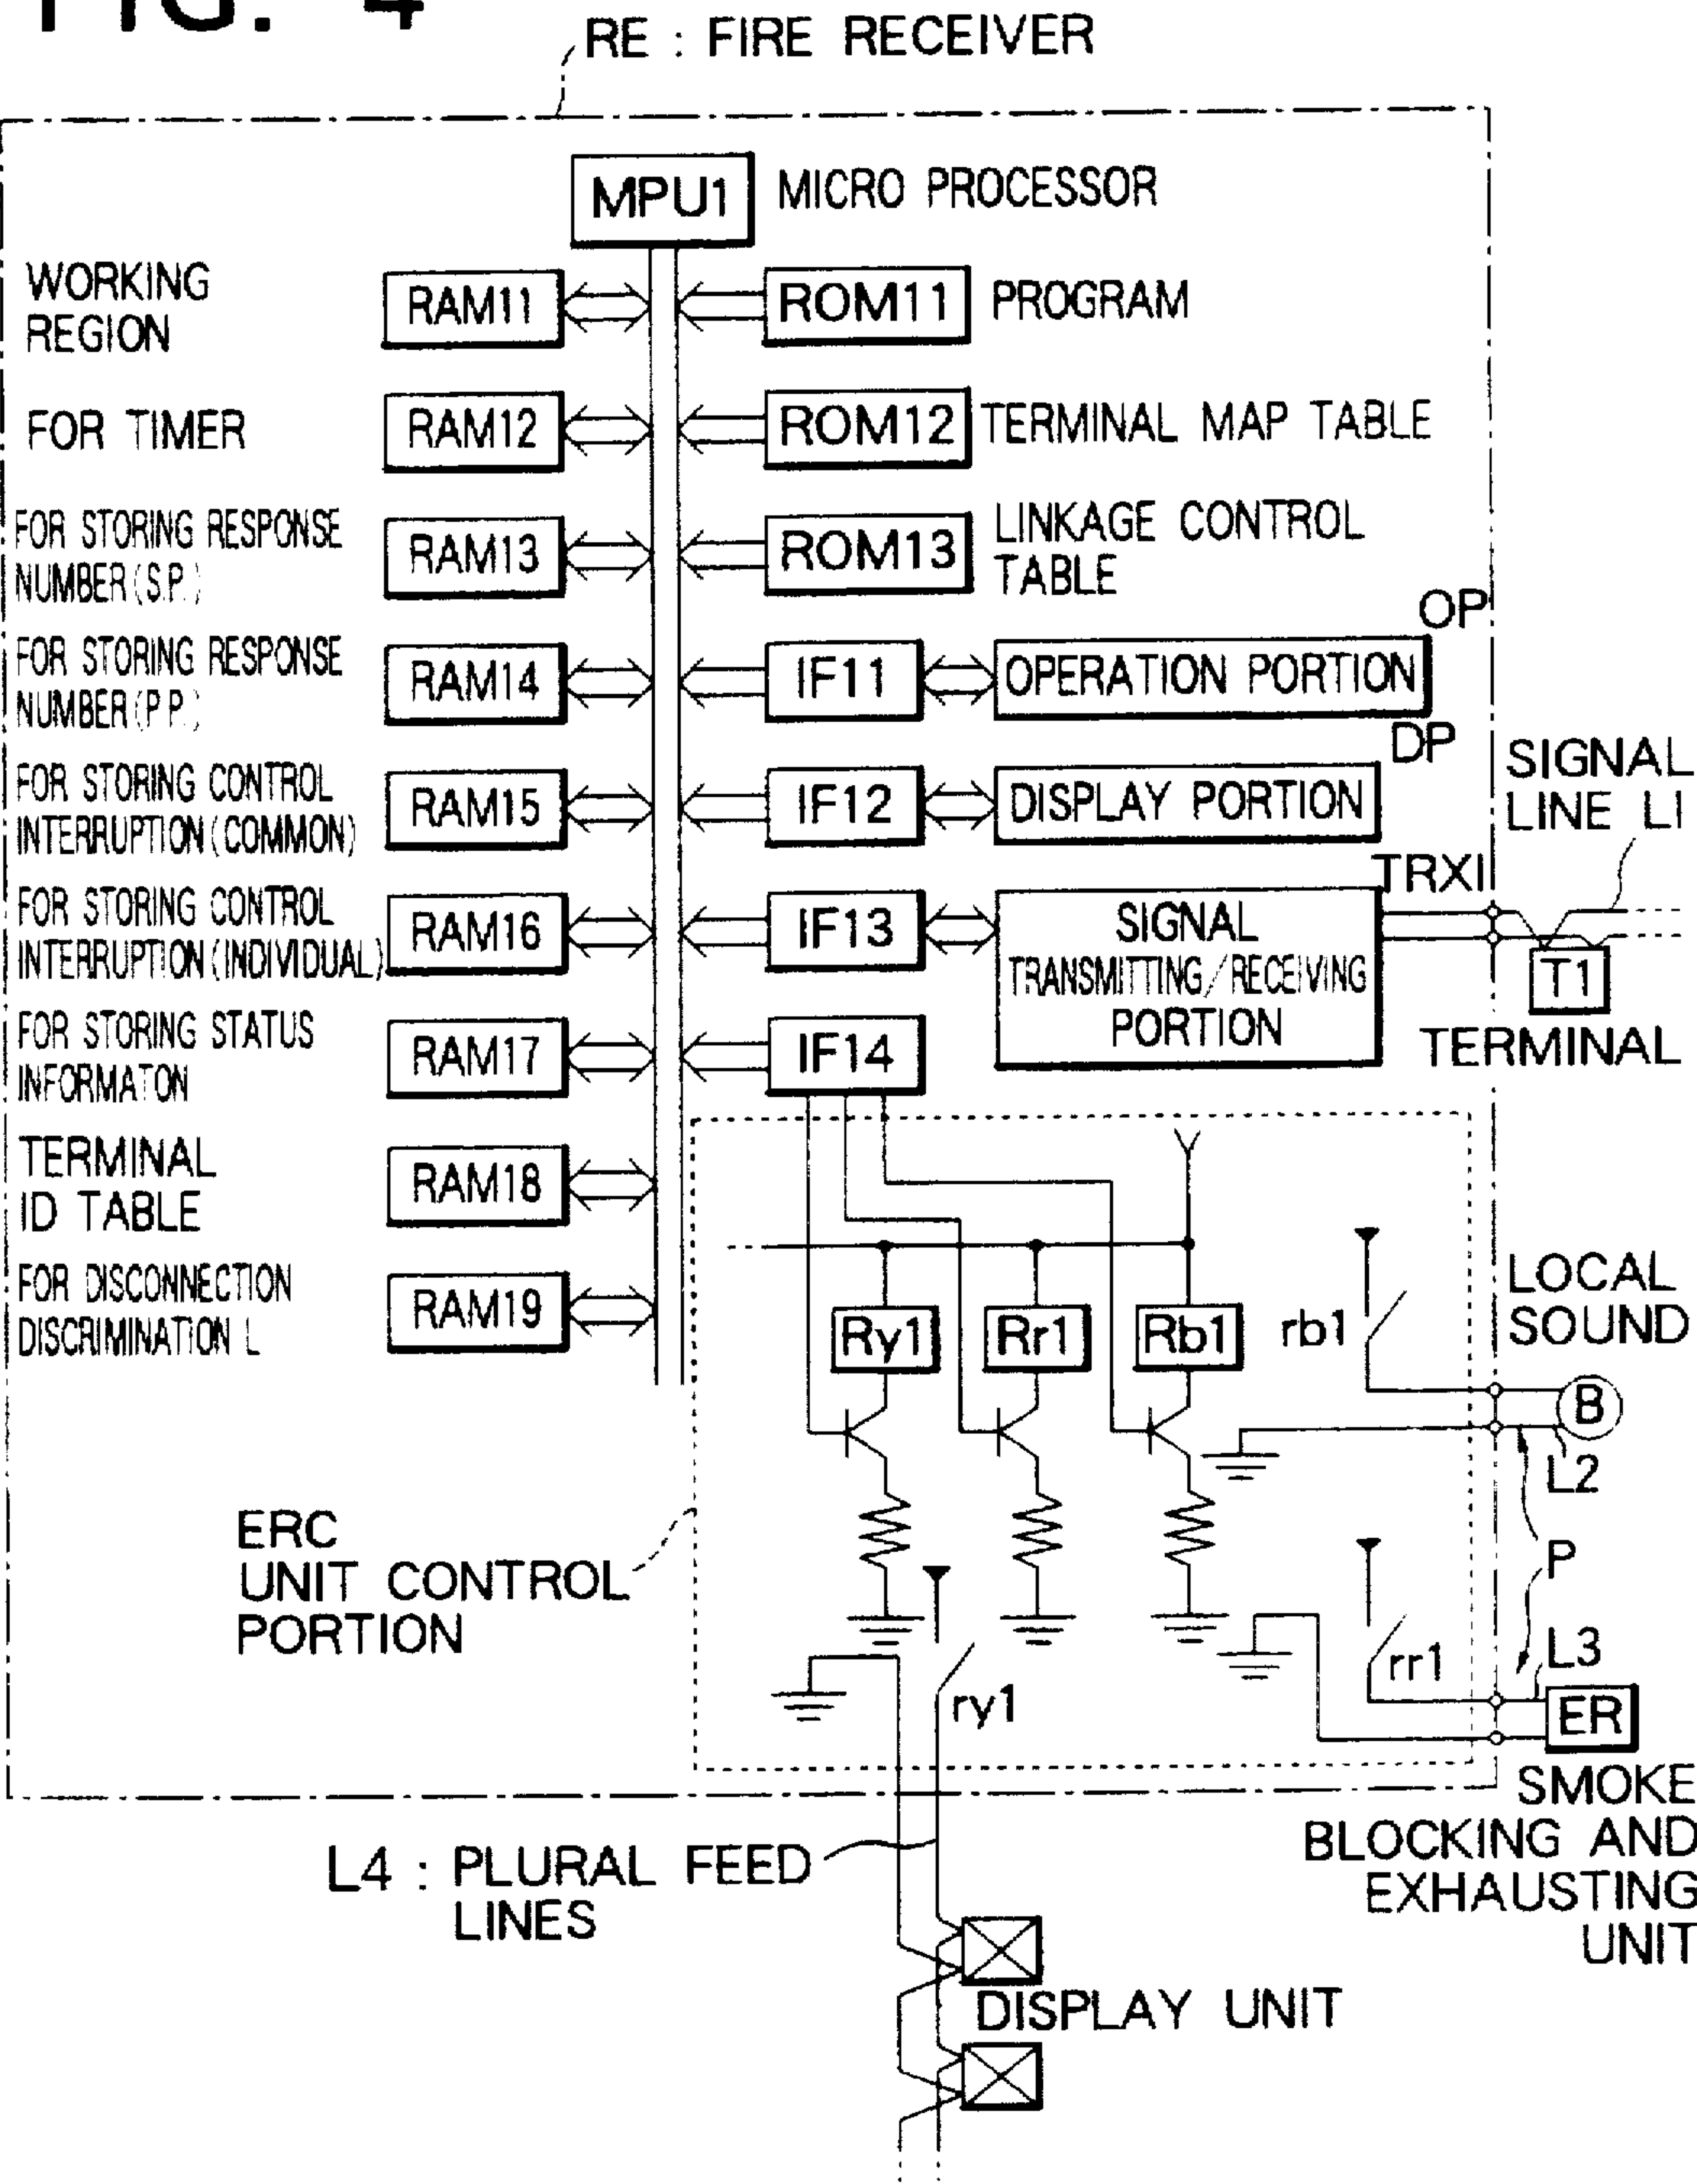 FIG. 4
RE : FIRE RECEIVER
MPU1 MICRO PROCESSOR
WORKING
REGION
RAM11
ROM11 PROGRAM
FOR TIMER
RAM12
ROM12 TERMINAL MAP TABLE
FOR STORING RESPONSE
NUMBER (S.P.)
RAM13
ROM13
LINKAGE CONTROL
TABLE
OP
FOR STORING RESPONSE
NUMBER (P.P.)
RAM14
IF11
OPERATION PORTION
DP
FOR STORING CONTROL
INTERRUPTION (COMMON)
RAM15
IF12
DISPLAY PORTION
SIGNAL
LINE L1
TRX1
FOR STORING CONTROL
INTERRUPTION (INDIVIDUAL)
RAM16
IF13
SIGNAL
TRANSMITTING/RECEIVING
PORTION
T1
TERMINAL
FOR STORING STATUS
INFORMATON
RAM17
IF14
TERMINAL
ID TABLE
RAM18
FOR DISCONNECTION
DISCRIMINATION L
RAM19
Ry1
Rr1
Rb1
rb1
LOCAL
SOUND
B
L2
P
ERC
UNIT CONTROL
PORTION
ry1
rr1
L3
ER
SMOKE
BLOCKING AND
EXHAUSTING
UNIT
L4 : PLURAL FEED
LINES
DISPLAY UNIT